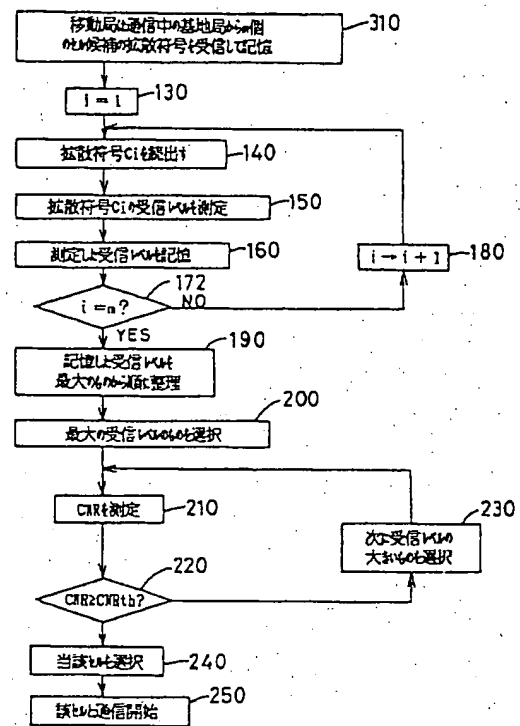 移動局は通信中の基地局からn個
のセル候補の拡散符号を受信して記憶
310
i = 1
130
拡散符号Ciを読出す
140
拡散符号Ciの受信レベルを測定
150
測定した受信レベルを記憶
160
i = n?
172
NO
i → i + 1
180
YES
記憶した受信レベルを
最大のものから順に整理
190
最大の受信レベルのものを選択
200
CNRを測定
210
次に受信レベルの
大きいものを選択
230
CNR≥CNRth?
220
当該セルを選択
240
該セルと通信開始
250